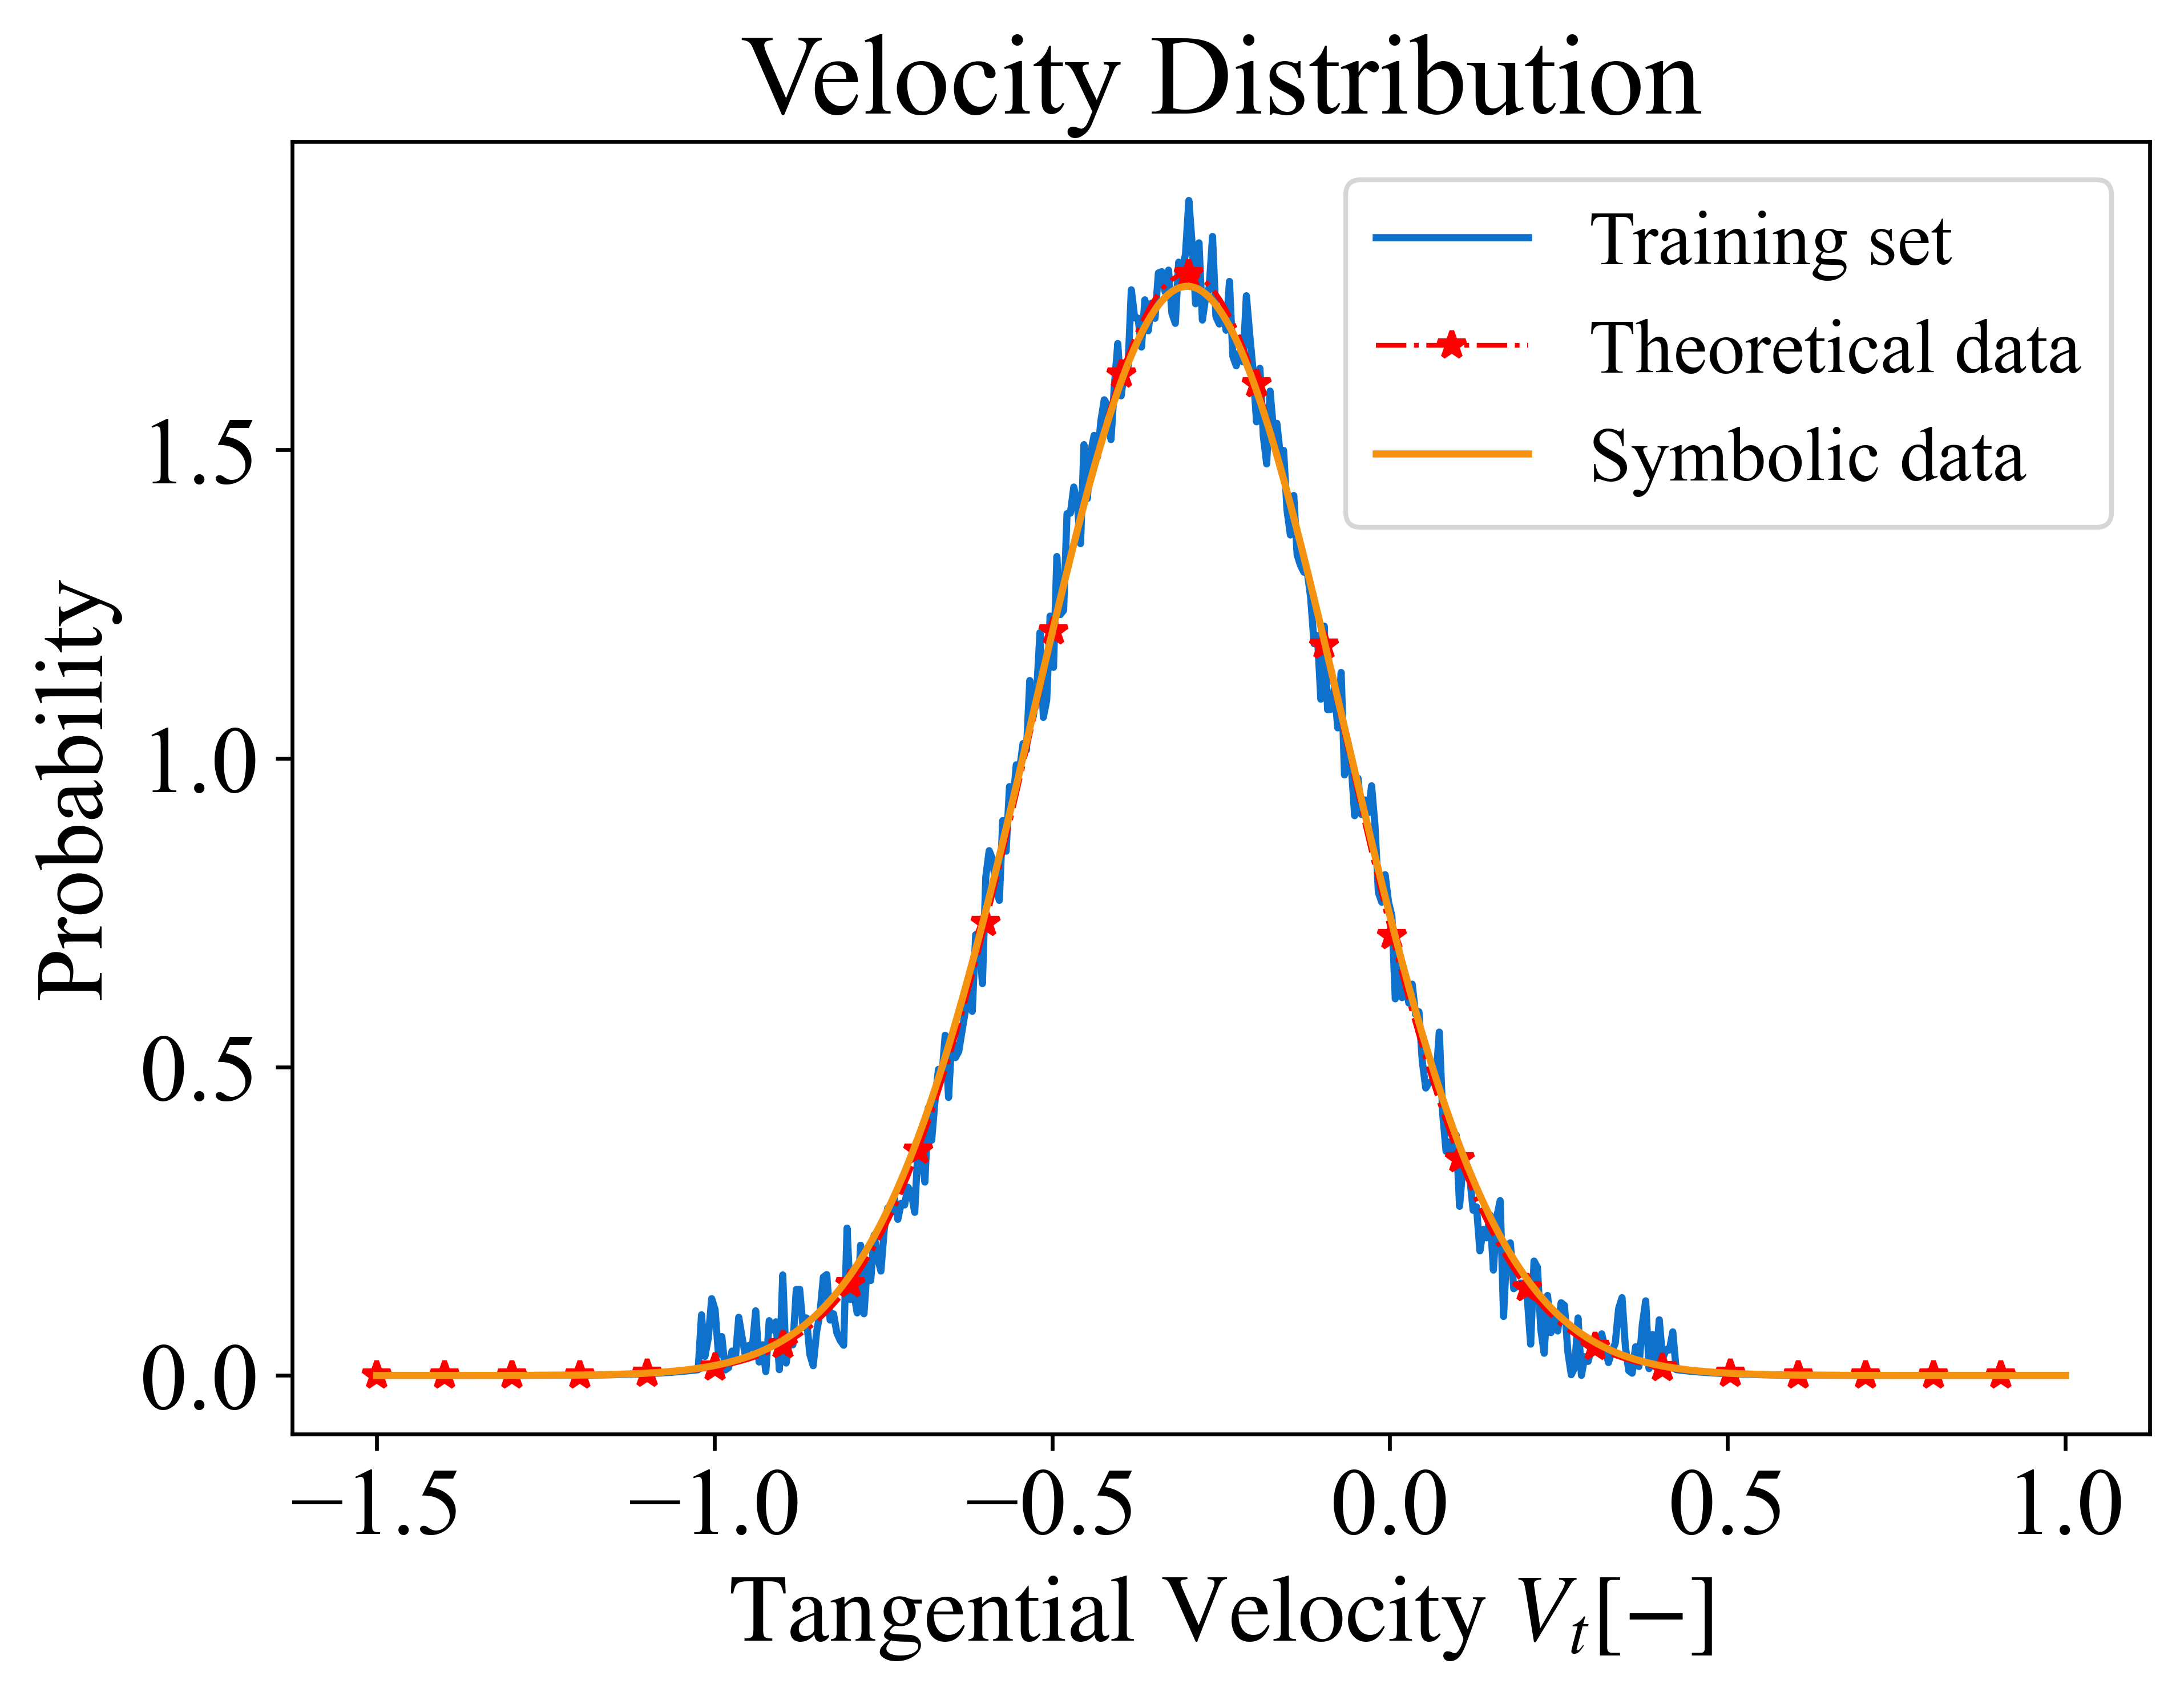 Velocity Distribution
Training set
Theoretical data
Symbolic data
Probability
1.5
1.0
0.5
0.0
−1.5 −1.0 −0.5 0.0 0.5 1.0
Tangential Velocity Vt[−]